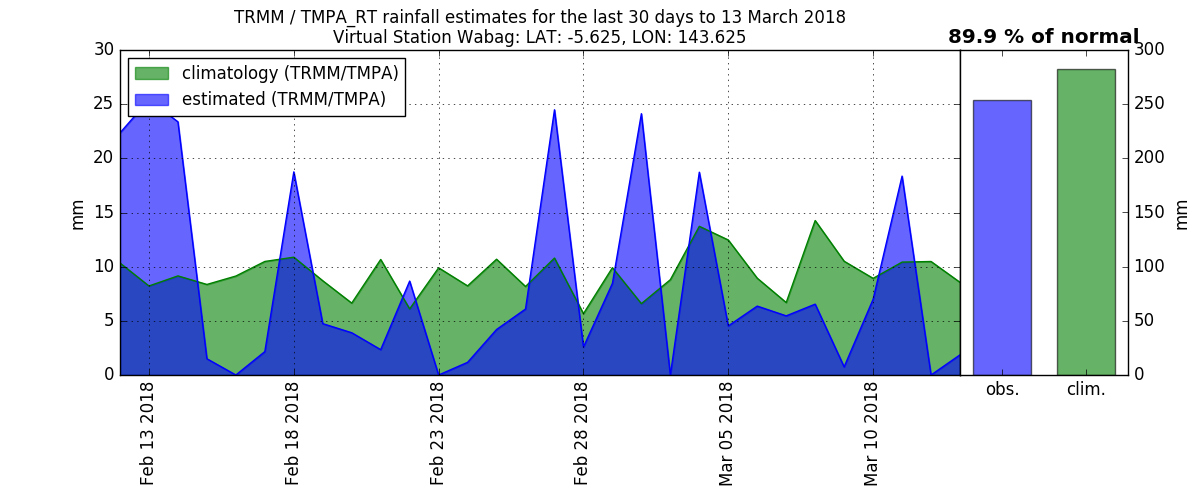 TRMM / TMPA_RT rainfall estimates for the last 30 days to 13 March 2018
Virtual Station Wabag: LAT: -5.625, LON: 143.625
89.9 % of normal
climatology (TRMM/TMPA)
estimated (TRMM/TMPA)
30
25
20
15
10
5
0
mm
Feb 13 2018
Feb 18 2018
Feb 23 2018
Feb 28 2018
Mar 05 2018
Mar 10 2018
obs.
clim.
300
250
200
150
100
50
0
mm